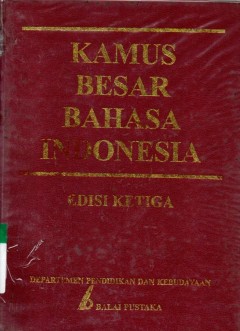 KAMUS
BESAR
BAHASA
INDONESIA
EDISI KETIGA
DEPARTEMEN PENDIDIKAN DAN KEBUDAYAAN
BALAI PUSTAKA